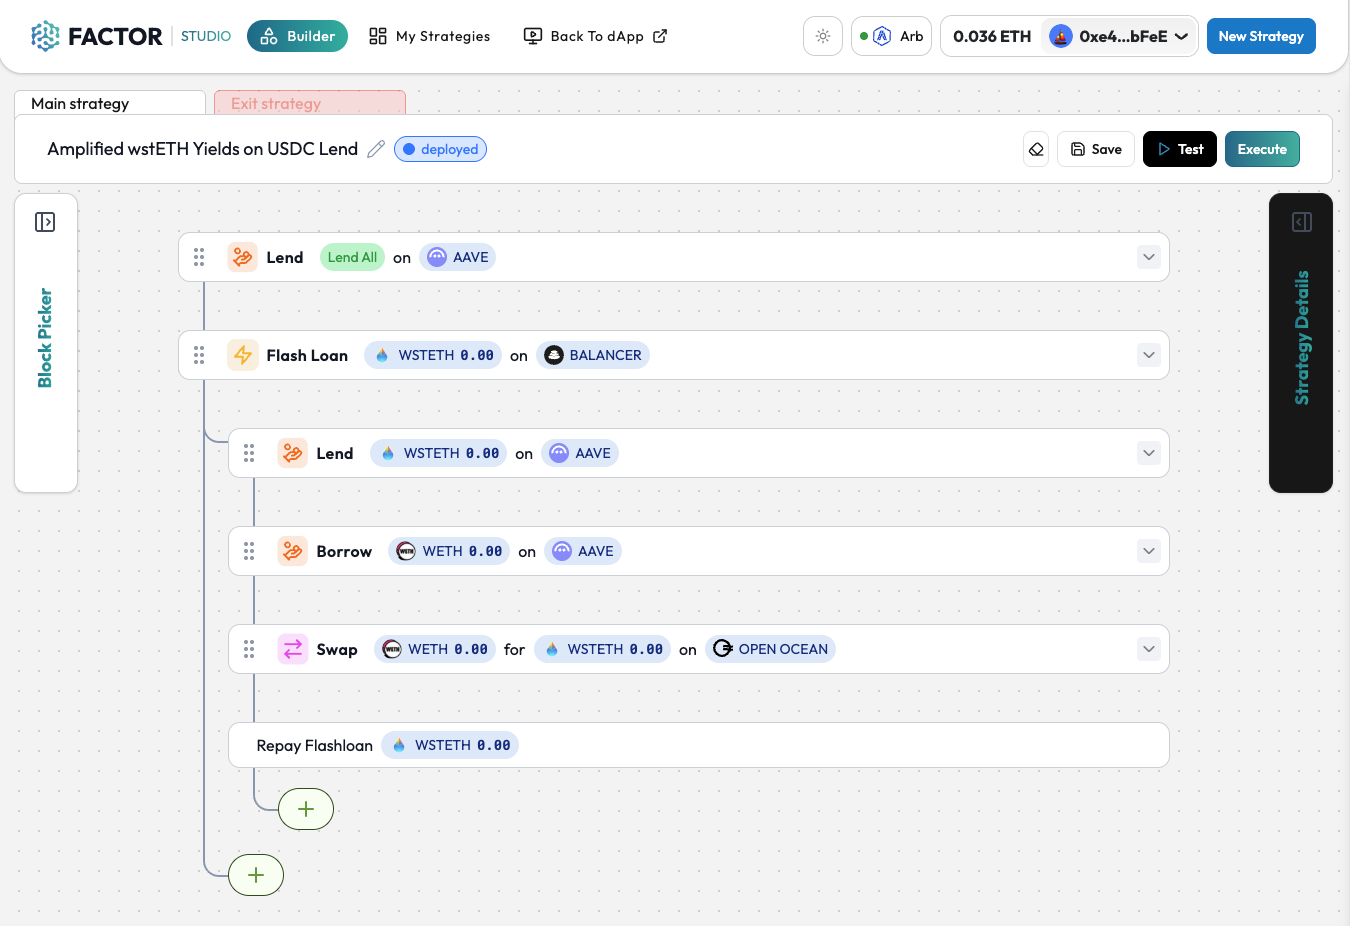 FACTOR STUDIO Builder My Strategies Back To dApp Arb 0.036 ETH 0xe4...bFeE New Strategy
Main strategy Exit strategy
Amplified wstETH Yields on USDC Lend deployed Save Test Execute
Block Picker
Strategy Details
Lend Lend All on AAVE
Flash Loan WSTETH 0.00 on BALANCER
Lend WSTETH 0.00 on AAVE
Borrow WETH WETH 0.00 on AAVE
Swap WETH WETH 0.00 for WSTETH 0.00 on OPEN OCEAN
Repay Flashloan WSTETH 0.00